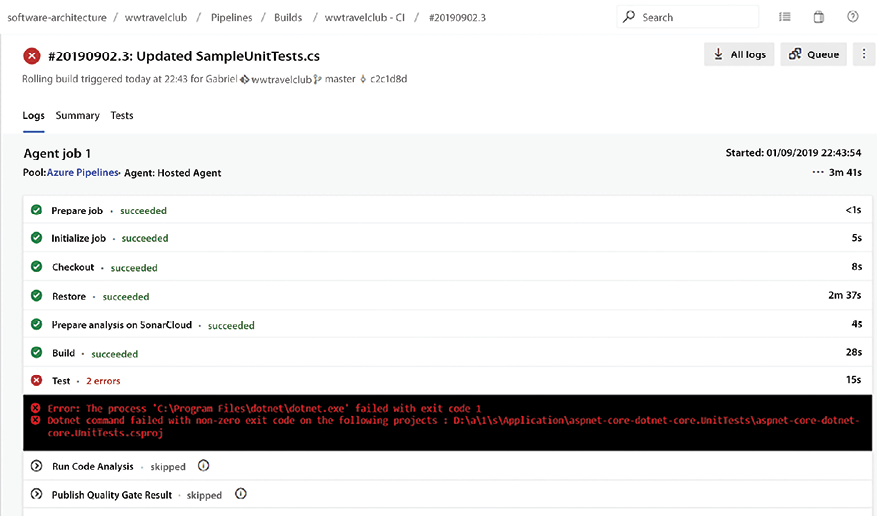 software-architecture / wwtravelclub / Pipelines / Builds / wwtravelclub - CI / #20190902.3
Search
#20190902.3: Updated SampleUnitTests.cs
All logs
Queue
Rolling build triggered today at 22:43 for Gabriel wwtravelclub master c2c1d8d
Logs Summary Tests
Agent job 1
Started: 01/09/2019 22:43:54
Pool:Azure Pipelines· Agent: Hosted Agent
··· 3m 41s
Prepare job · succeeded <1s
Initialize job · succeeded 5s
Checkout · succeeded 8s
Restore · succeeded 2m 37s
Prepare analysis on SonarCloud · succeeded 4s
Build · succeeded 28s
Test · 2 errors 15s
Error: The process 'C:\Program Files\dotnet\dotnet.exe' failed with exit code 1
Dotnet command failed with non-zero exit code on the following projects : D:\a\1\s\Application\aspnet-core-dotnet-core.UnitTests\aspnet-core-dotnet-
core.UnitTests.csproj
Run Code Analysis · skipped
Publish Quality Gate Result · skipped